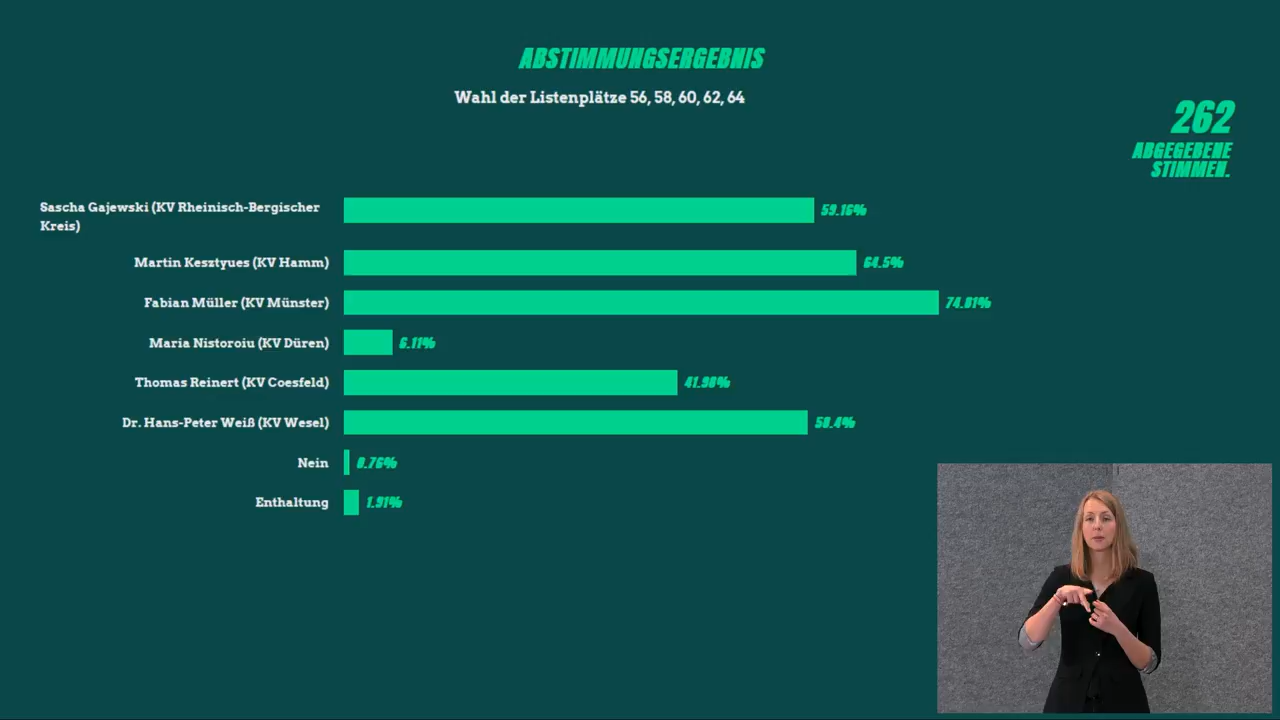 ABSTIMMUNGSERGEBNIS
Wahl der Listenplätze 56, 58, 60, 62, 64
262
ABGEGEBENE
STIMMEN.
Sascha Gajewski (KV Rheinisch-Bergischer
Kreis)
59.16%
Martin Kesztyues (KV Hamm)
64.5%
Fabian Müller (KV Münster)
74.81%
Maria Nistoroiu (KV Düren)
6.11%
Thomas Reinert (KV Coesfeld)
41.98%
Dr. Hans-Peter Weiß (KV Wesel)
58.4%
Nein
0.76%
Enthaltung
1.91%